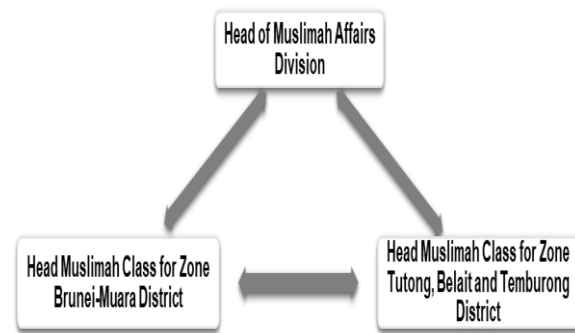 Head of Muslimah Affairs
Division
Head Muslimah Class for Zone
Brunei-Muara District
Head Muslimah Class for Zone
Tutong, Belait and Temburong
District